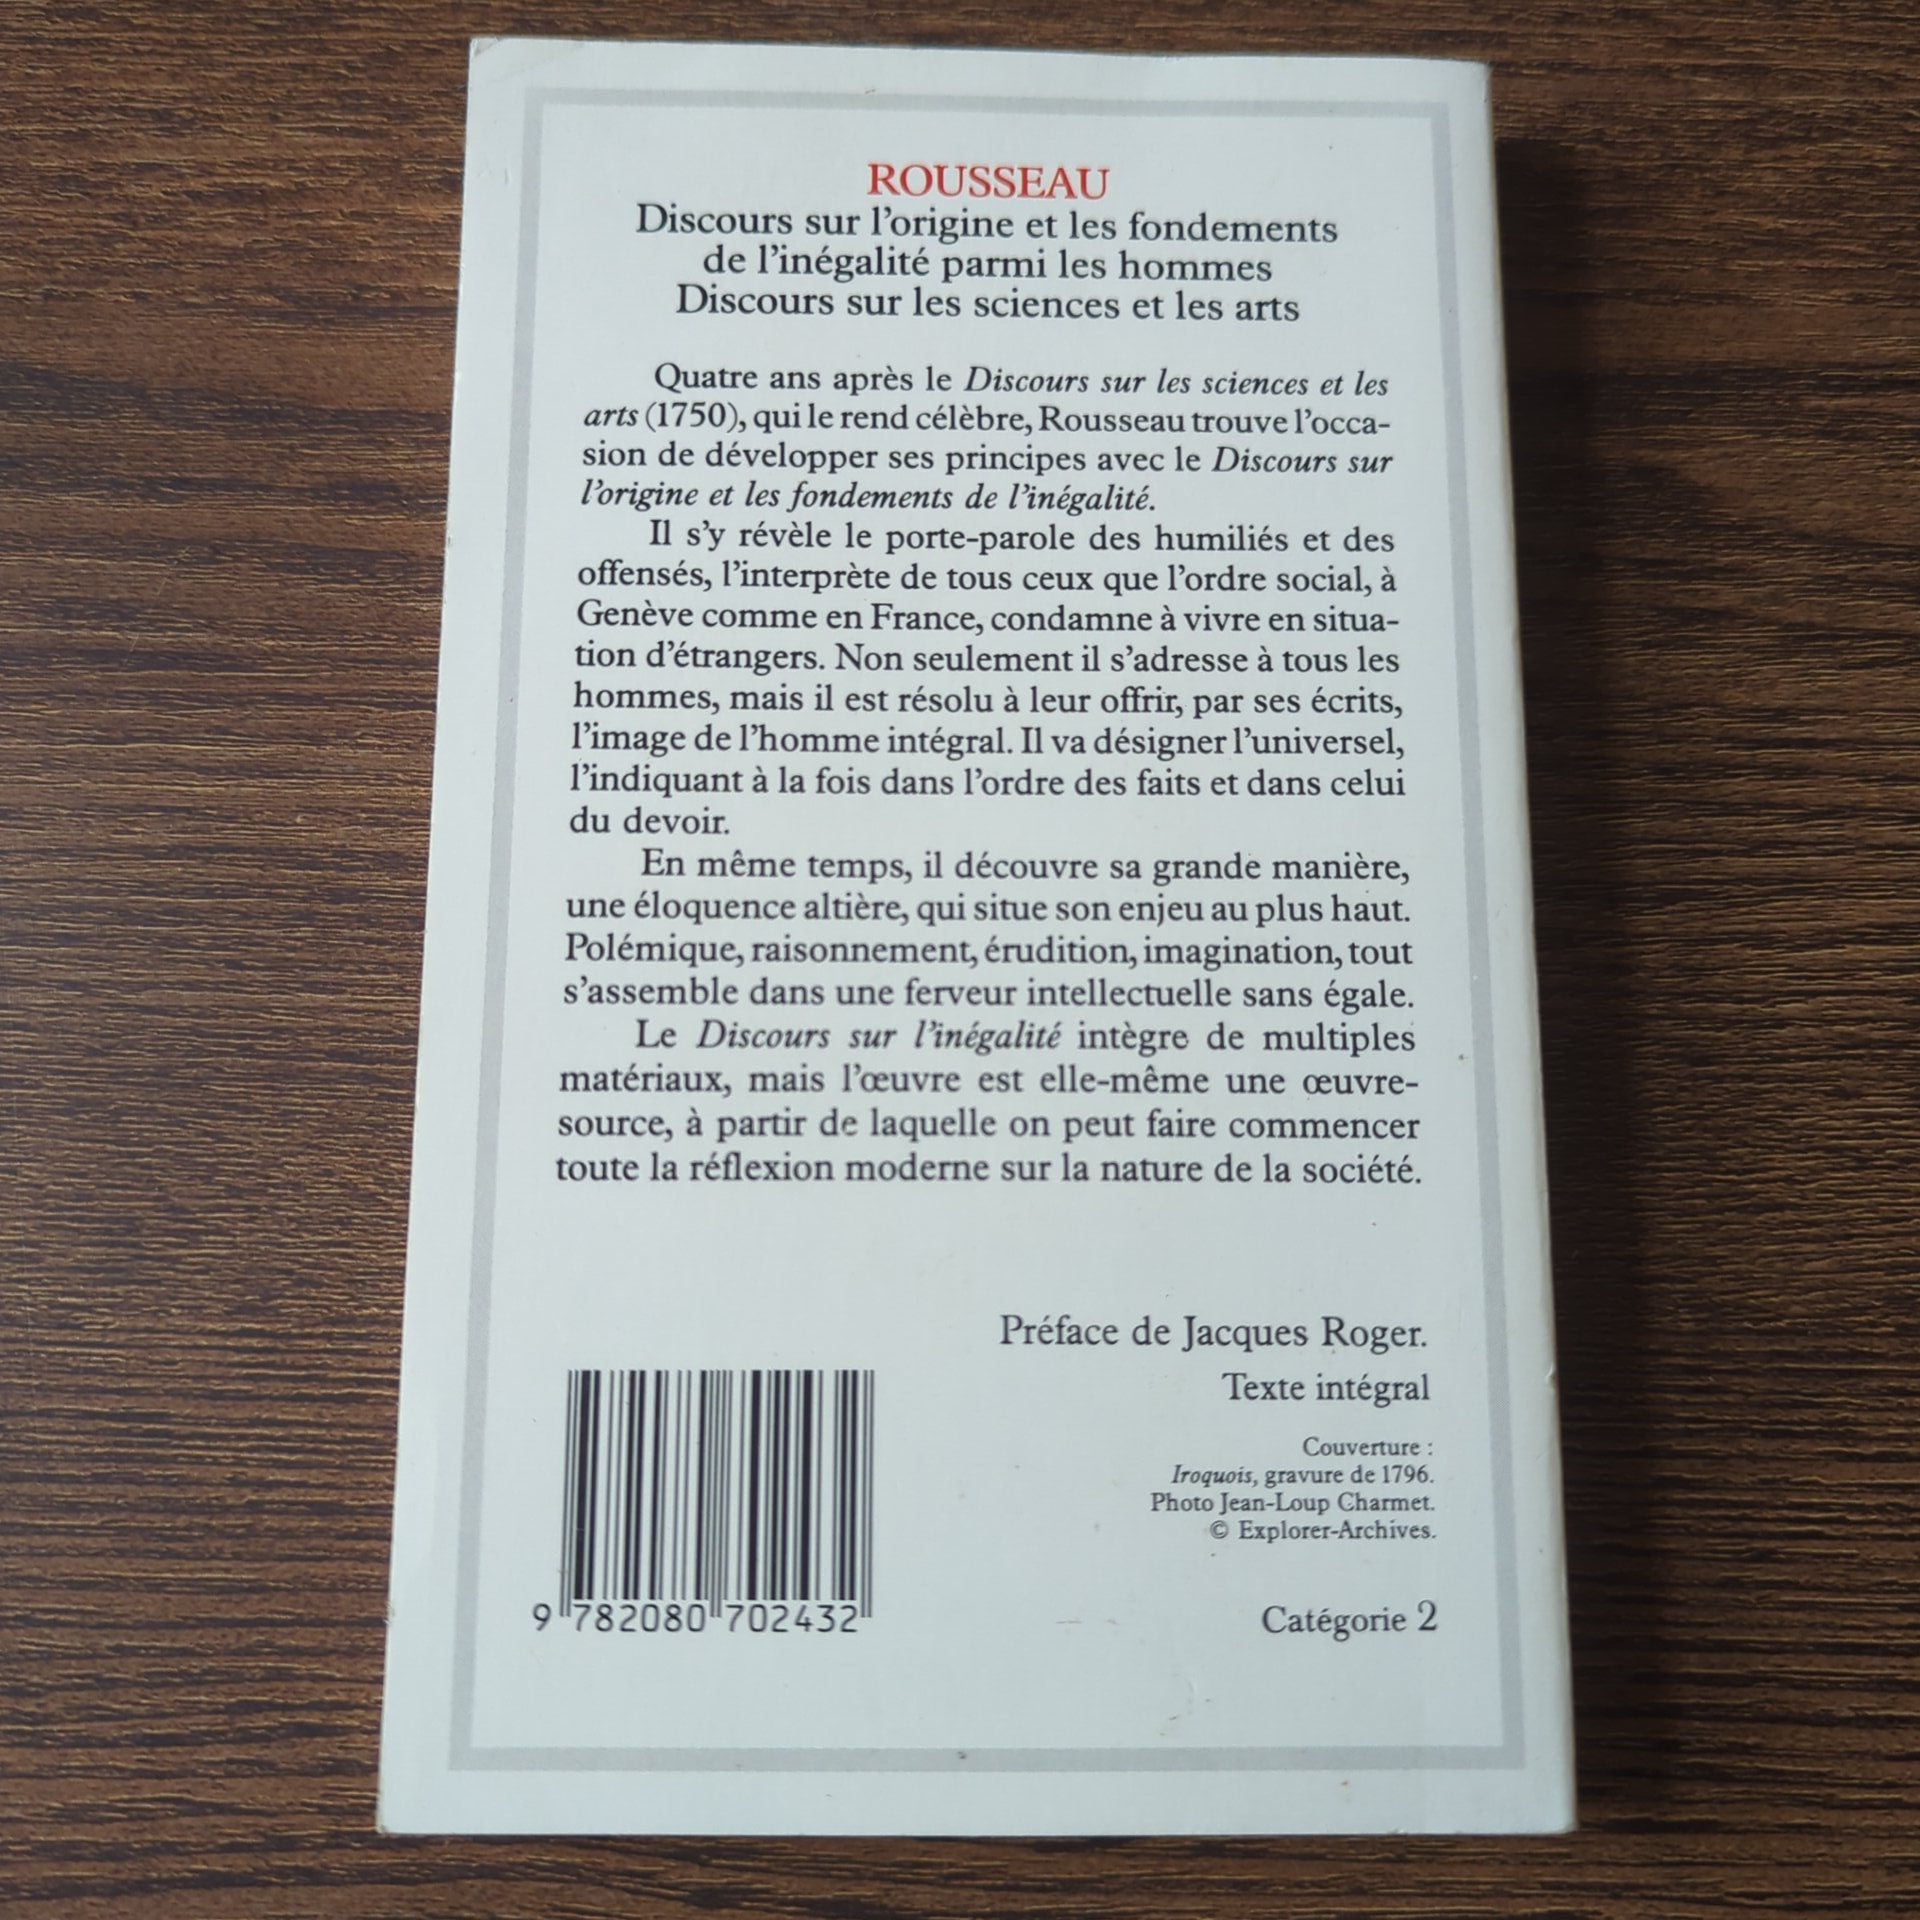 ROUSSEAU
Discours sur l'origine et les fondements
de l'inégalité parmi les hommes
Discours sur les sciences et les arts
Quatre ans après le Discours sur les sciences et les
arts (1750), qui le rend célèbre, Rousseau trouve l'occa-
sion de développer ses principes avec le Discours sur
l'origine et les fondements de l'inégalité.
Il s'y révèle le porte-parole des humiliés et des
offensés, l'interprète de tous ceux que l'ordre social, à
Genève comme en France, condamne à vivre en situa-
tion d'étrangers. Non seulement il s'adresse à tous les
hommes, mais il est résolu à leur offrir, par ses écrits,
l'image de l'homme intégral. Il va désigner l'universel,
l'indiquant à la fois dans l'ordre des faits et dans celui
du devoir.
En même temps, il découvre sa grande manière,
une éloquence altière, qui situe son enjeu au plus haut.
Polémique, raisonnement, érudition, imagination, tout
s'assemble dans une ferveur intellectuelle sans égale.
Le Discours sur l'inégalité intègre de multiples
matériaux, mais l'œuvre est elle-même une œuvre-
source, à partir de laquelle on peut faire commencer
toute la réflexion moderne sur la nature de la société.
Préface de Jacques Roger.
Texte intégral
Couverture :
Iroquois, gravure de 1796.
Photo Jean-Loup Charmet.
© Explorer-Archives.
9 782080 702432
Catégorie 2